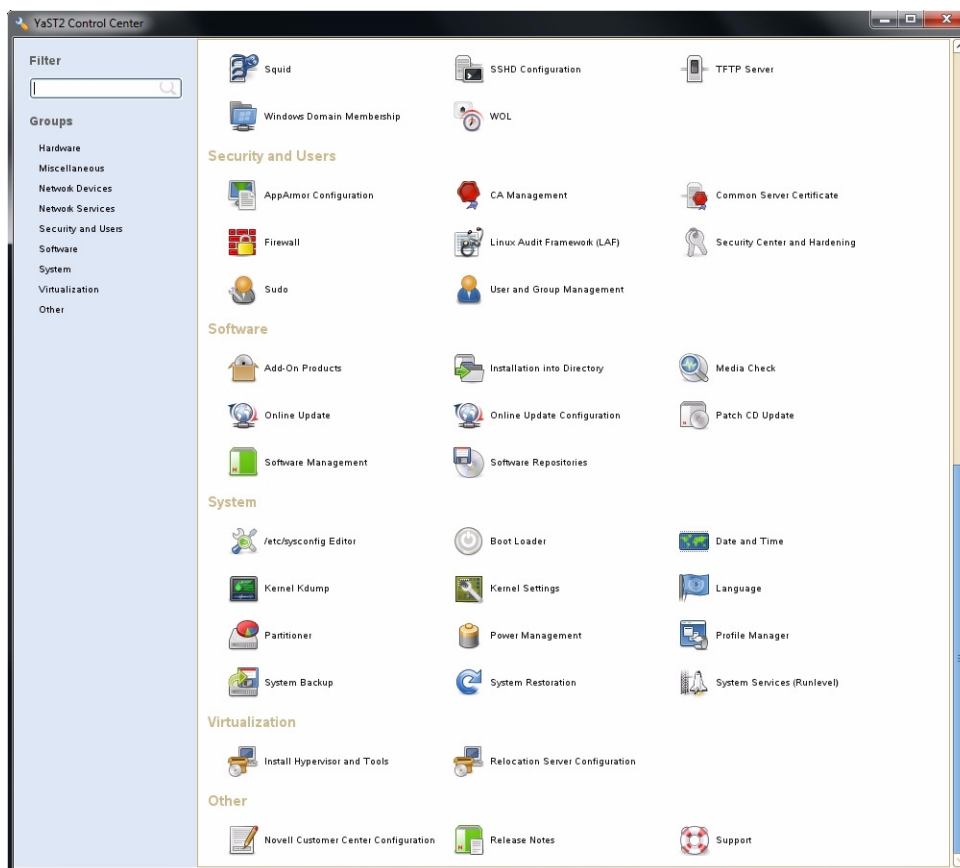 YaST2 Control Center
Filter
Groups
Hardware
Miscellaneous
Network Devices
Network Services
Security and Users
Software
System
Virtualization
Other
Squid
SSHD Configuration
TFTP Server
Windows Domain Membership
WOL
Security and Users
AppArmor Configuration
CA Management
Common Server Certificate
Firewall
Linux Audit Framework (LAF)
Security Center and Hardening
Sudo
User and Group Management
Software
Add-On Products
Installation into Directory
Media Check
Online Update
Online Update Configuration
Patch CD Update
Software Management
Software Repositories
System
/etc/sysconfig Editor
Boot Loader
Date and Time
Kernel Kdump
Kernel Settings
Language
Partitioner
Power Management
Profile Manager
System Backup
System Restoration
System Services (Runlevel)
Virtualization
Install Hypervisor and Tools
Relocation Server Configuration
Other
Novell Customer Center Configuration
Release Notes
Support